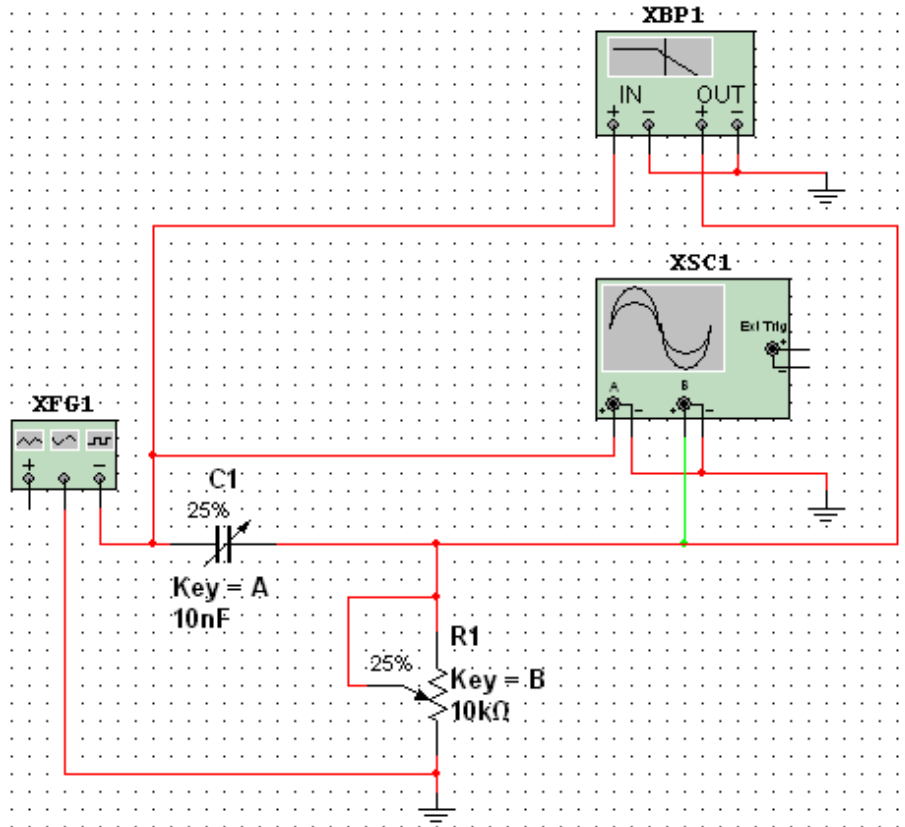 XBP1
IN OUT
+ − + −
XSC1
Ext Trig
+
−
A B
+ − + −
XFG1
+ −
C1
25%
Key = A
10nF
R1
25%
Key = B
10kΩ